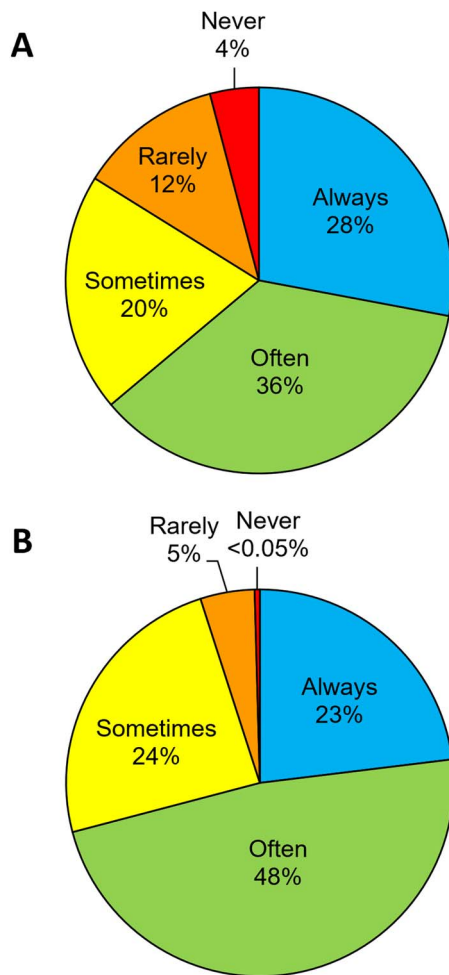 A
Never
4%
Rarely
12%
Always
28%
Sometimes
20%
Often
36%
B
Rarely
5%
Never
<0.05%
Always
23%
Sometimes
24%
Often
48%